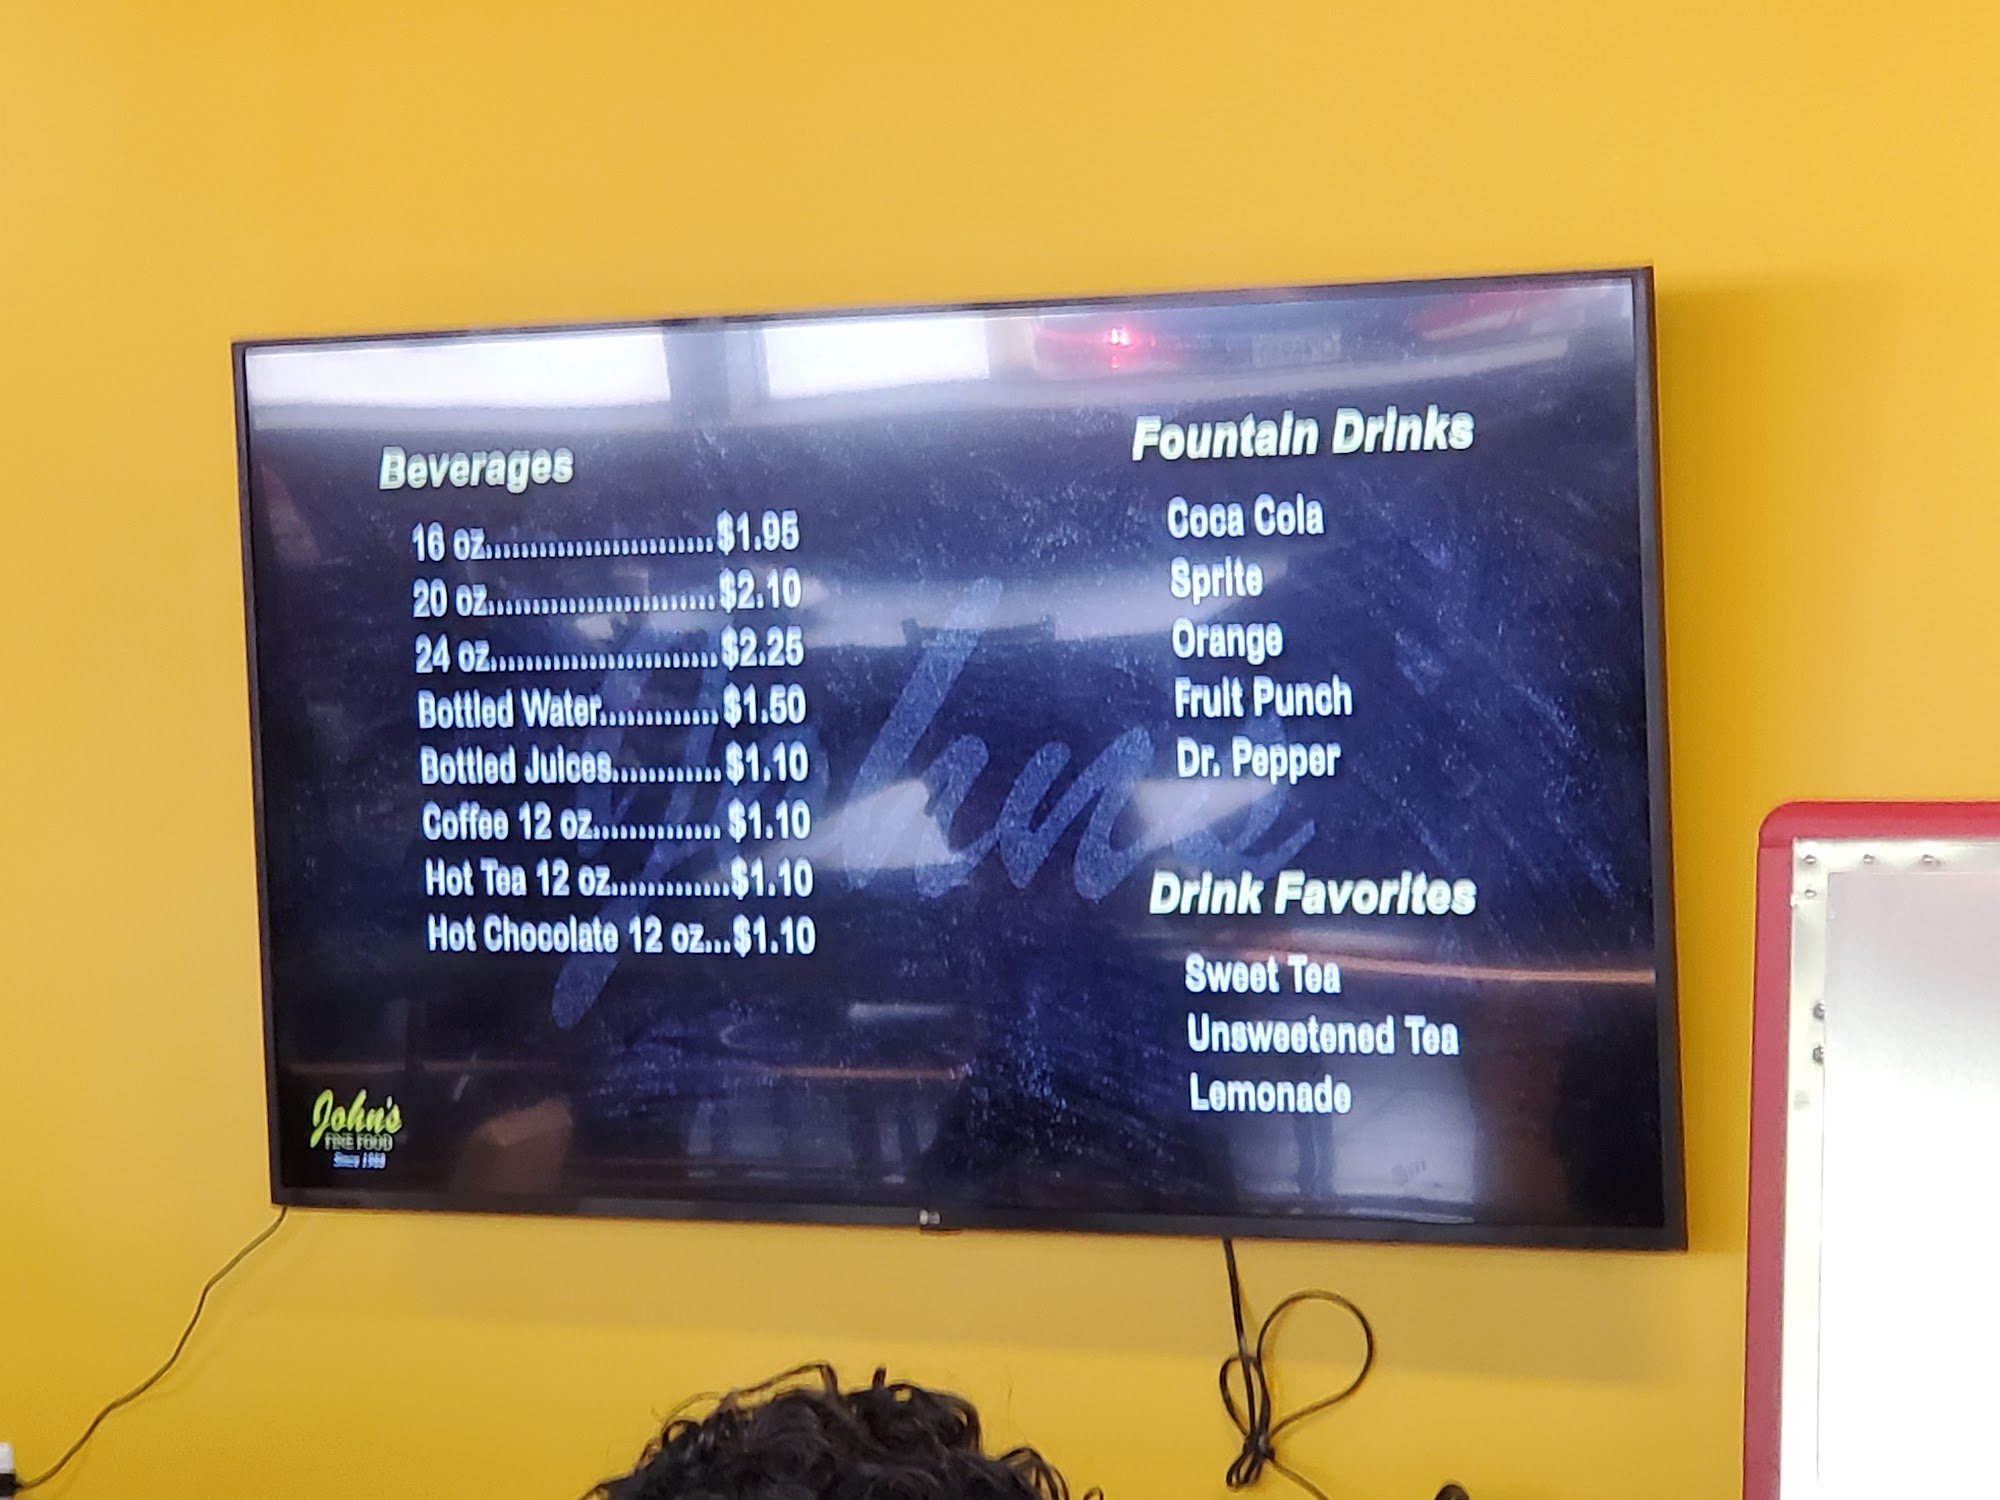 Beverages
16 oz.........................$1.95
20 oz.........................$2.10
24 oz.........................$2.25
Bottled Water.............$1.50
Bottled Juices............$1.10
Coffee 12 oz.............. $1.10
Hot Tea 12 oz.............$1.10
Hot Chocolate 12 oz...$1.10
Fountain Drinks
Coca Cola
Sprite
Orange
Fruit Punch
Dr. Pepper
Drink Favorites
Sweet Tea
Unsweetened Tea
Lemonade
Johns
John's
FINE FOOD
Since
LG